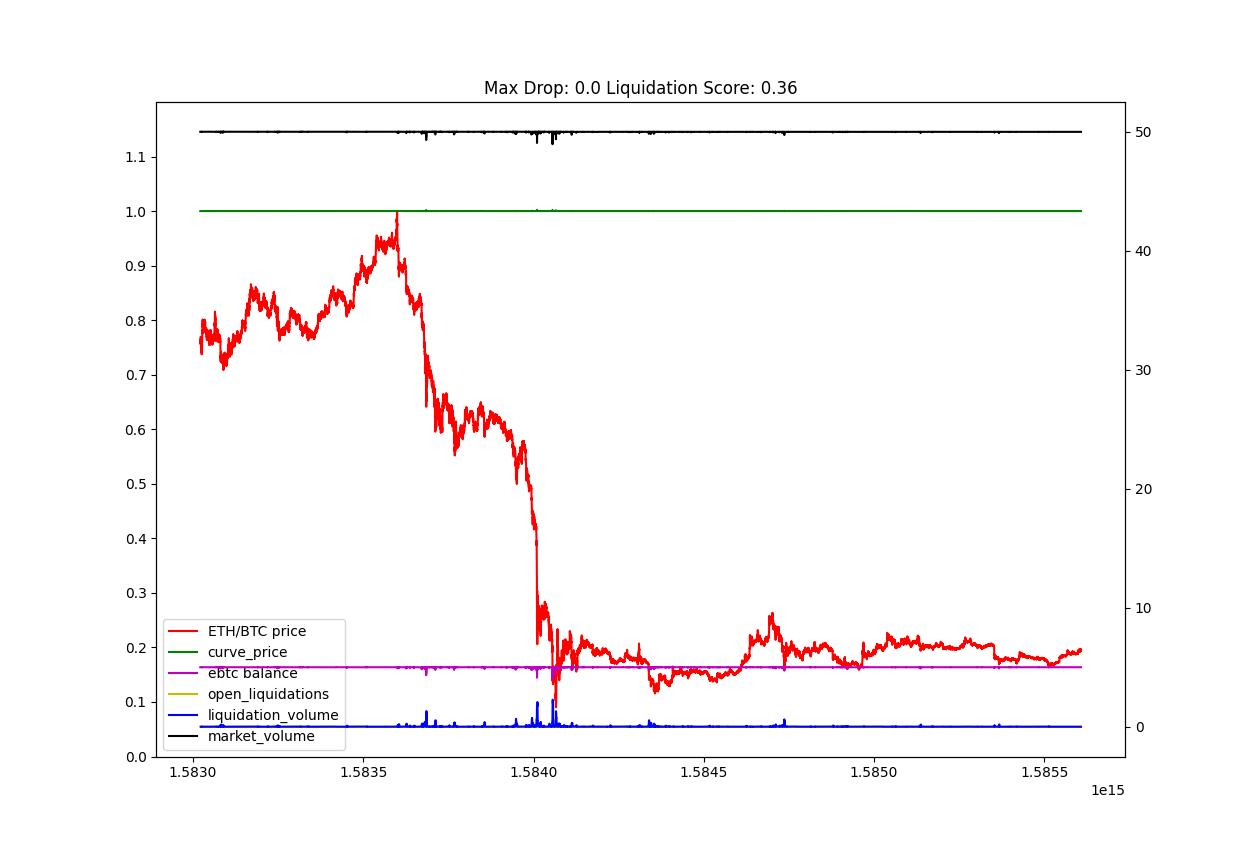 Max Drop: 0.0 Liquidation Score: 0.36
1.1
1.0
0.9
0.8
0.7
0.6
0.5
0.4
0.3
0.2
0.1
0.0
50
40
30
20
10
0
ETH/BTC price
curve_price
ebtc balance
open_liquidations
liquidation_volume
market_volume
1.5830 1.5835 1.5840 1.5845 1.5850 1.5855
1e15